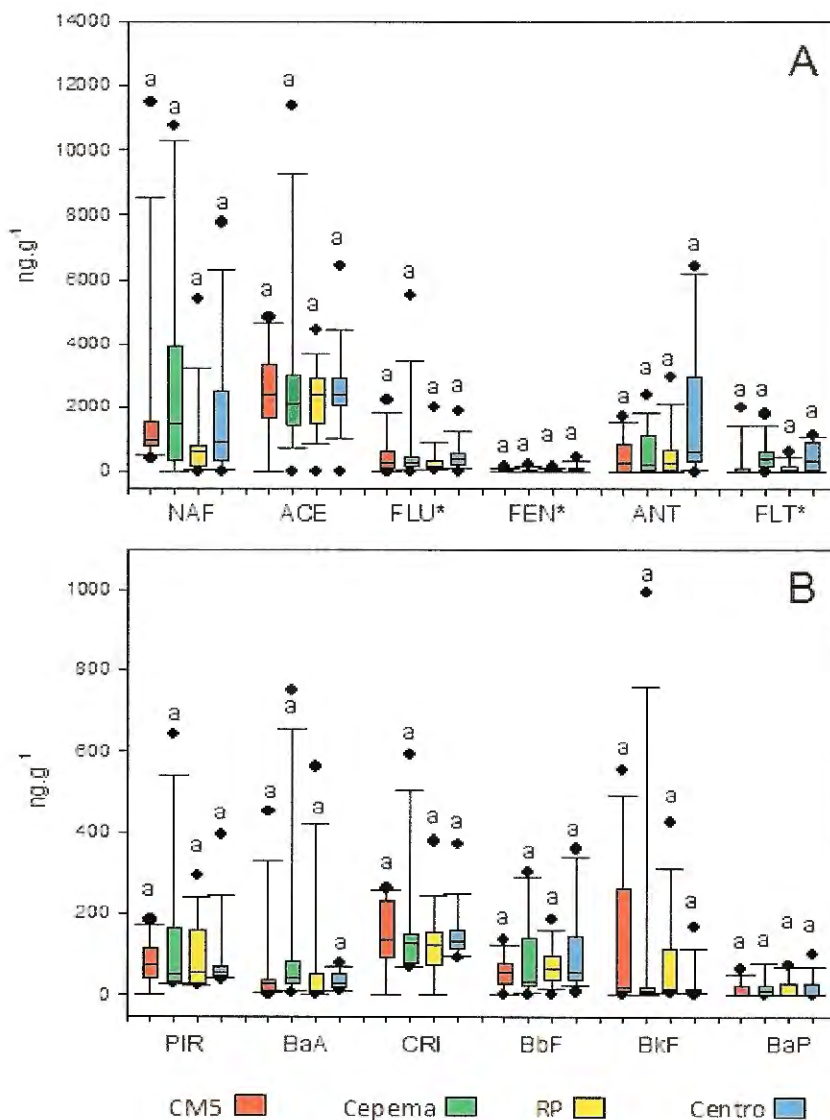 14000
12000
10000
8000
6000
4000
2000
0
ng.g⁻¹
A
a a a a a a a a a a a a a a a a a a a a a a a a
NAF ACE FLU* FEN* ANT FLT*
1000
800
600
400
200
0
ng.g⁻¹
B
a a a a a a a a a a a a a a a a a a a a a a a a
PIR BaA CRI BbF BkF BaP
CM5 Cepema RP Centro